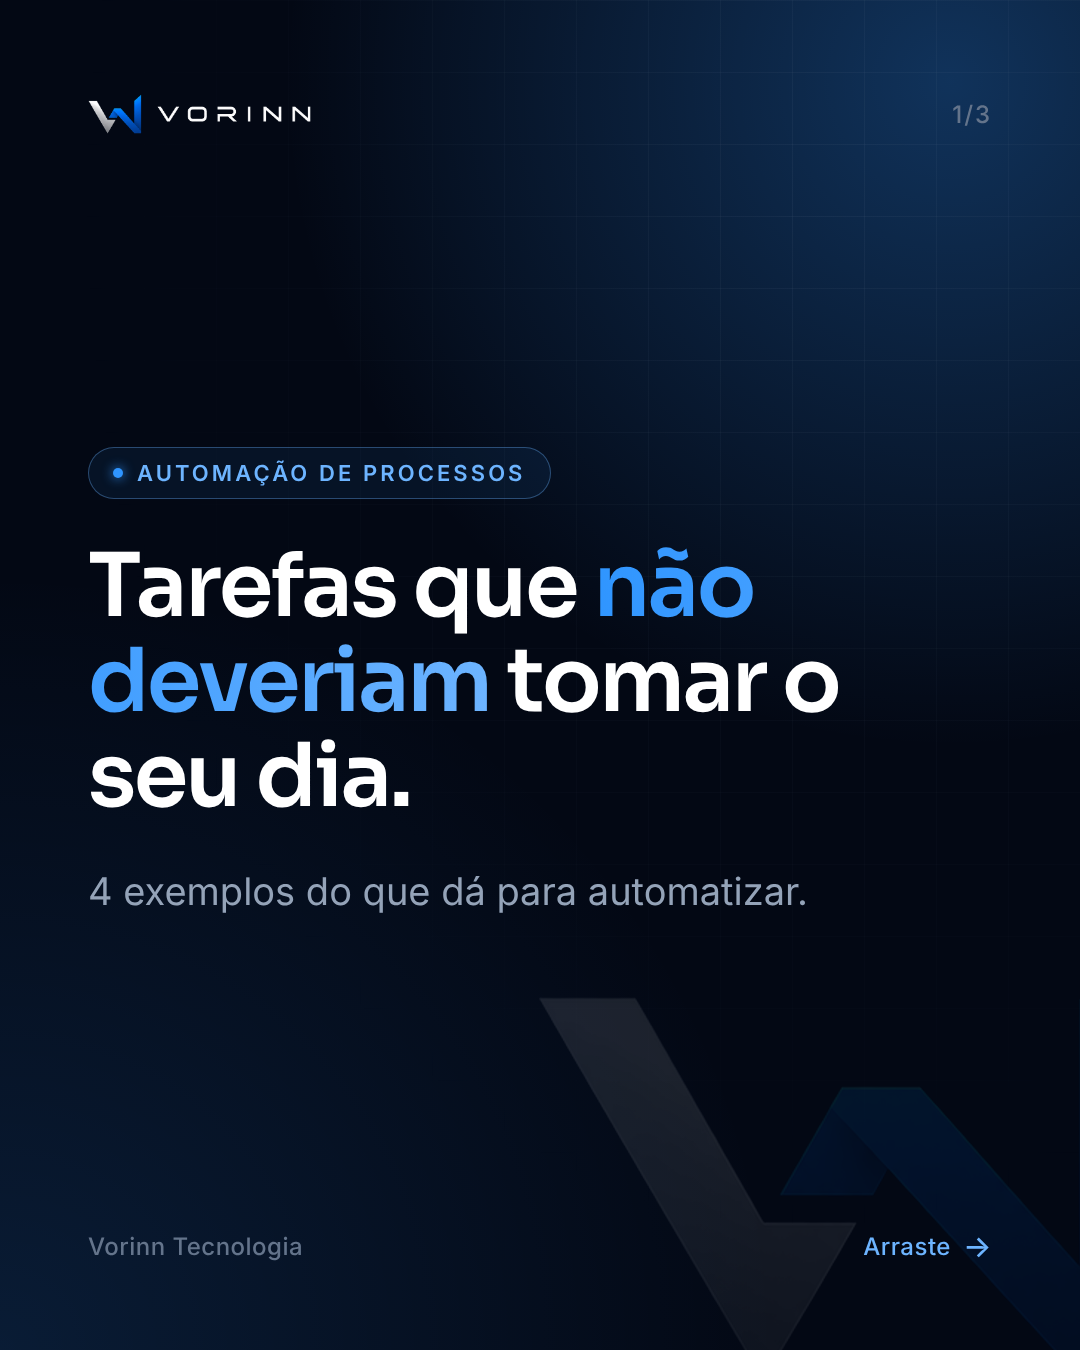 VORINN
1/3
AUTOMAÇÃO DE PROCESSOS
Tarefas que não
deveriam tomar o
seu dia.
4 exemplos do que dá para automatizar.
Vorinn Tecnologia
Arraste →